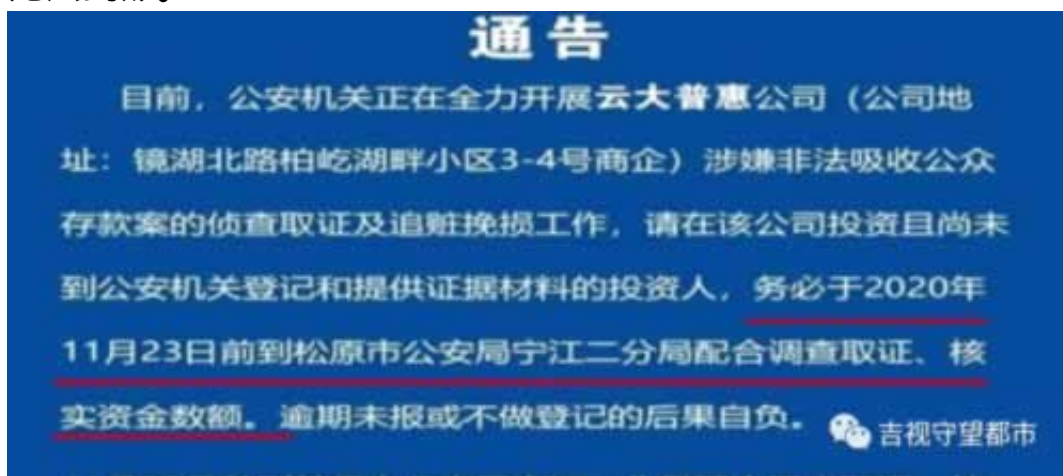 通告
目前，公安机关正在全力开展云大普惠公司（公司地
址：镜湖北路柏屹湖畔小区3-4号商企）涉嫌非法吸收公众
存款案的侦查取证及追赃挽损工作，请在该公司投资且尚未
到公安机关登记和提供证据材料的投资人，务必于2020年
11月23日前到松原市公安局宁江二分局配合调查取证、核
实资金数额。逾期未报或不做登记的后果自负。
吉视守望都市